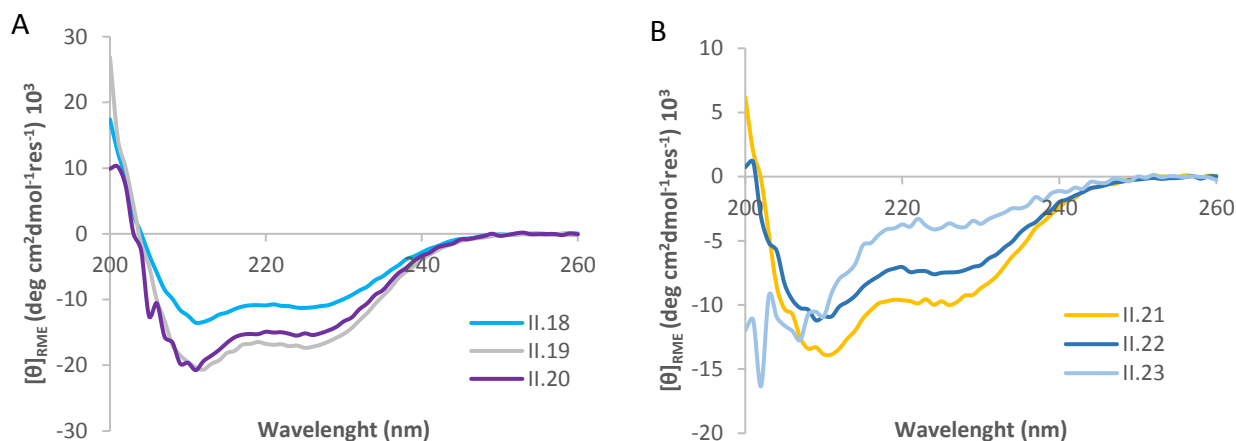 A
[θ]RME (deg cm²dmol⁻¹res⁻¹) 10³
30
20
10
0
-10
-20
-30
200
220
240
260
II.18
II.19
II.20
Wavelenght (nm)
B
[θ]RME (deg cm²dmol⁻¹res⁻¹) 10³
10
5
0
-5
-10
-15
-20
200
220
240
260
II.21
II.22
II.23
Wavelenght (nm)